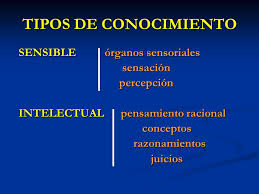 TIPOS DE CONOCIMIENTO
SENSIBLE órganos sensoriales
sensación
percepción
INTELECTUAL pensamiento racional
conceptos
razonamientos
juicios